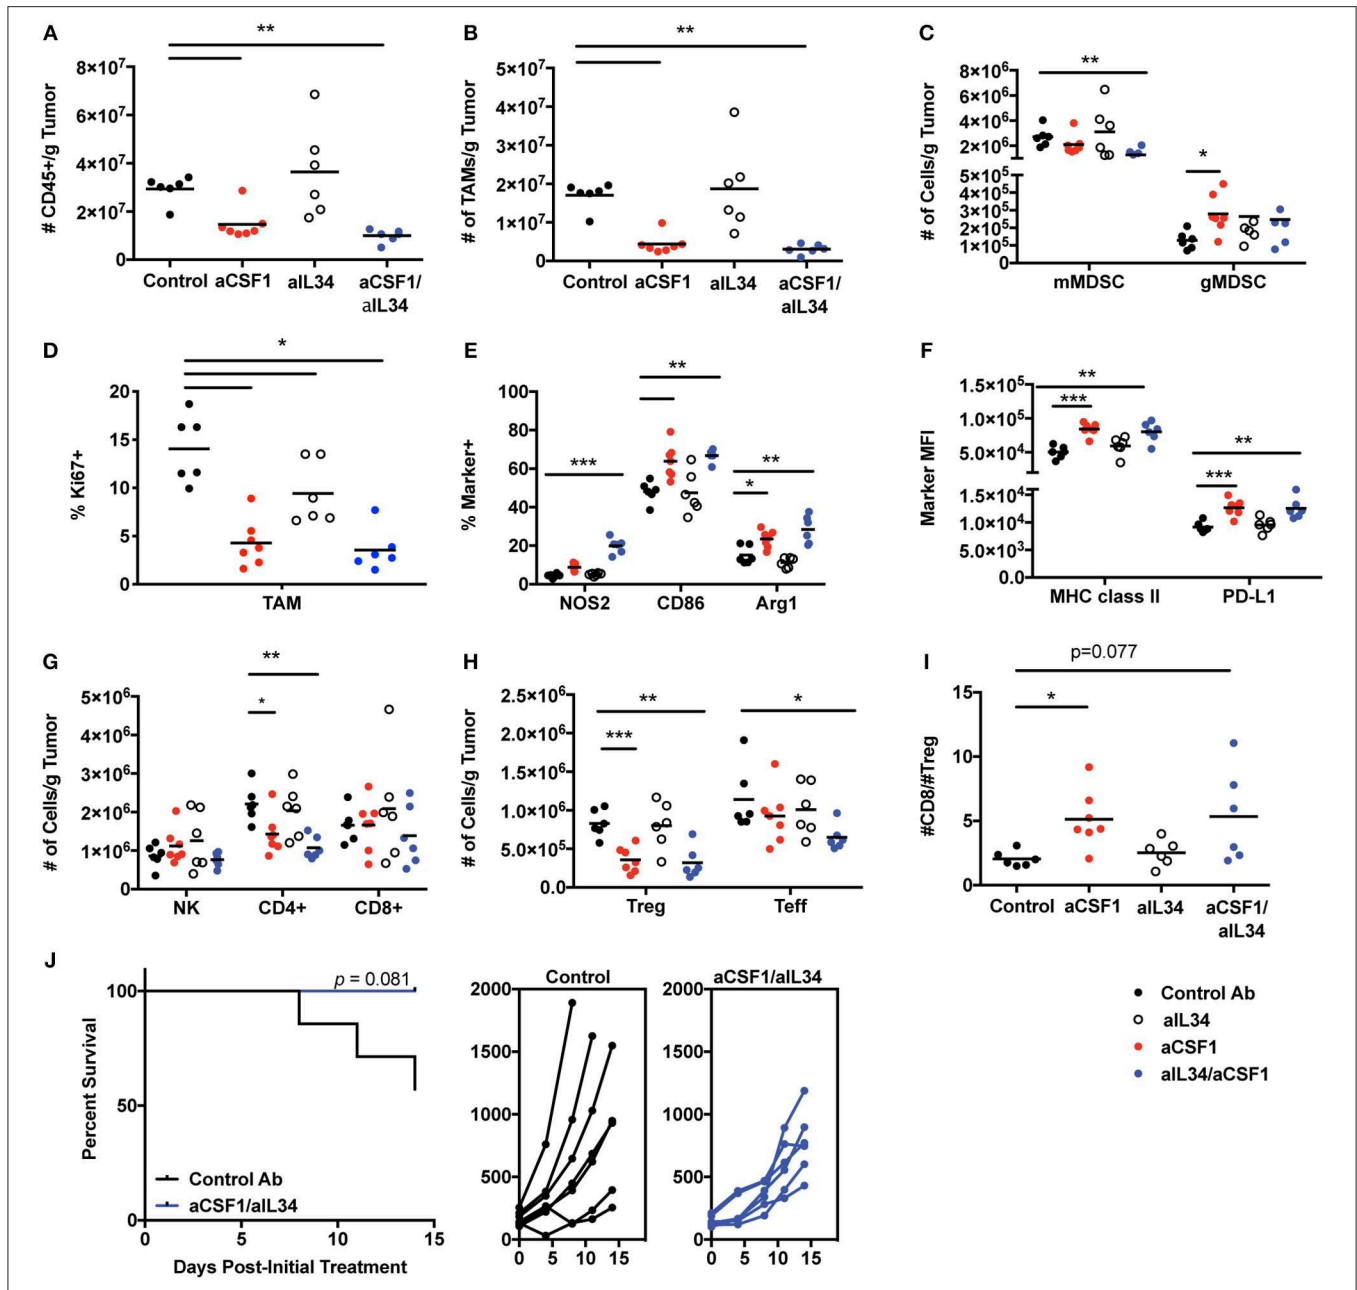 A
**
# CD45+/g Tumor
8×10⁷
6×10⁷
4×10⁷
2×10⁷
0
Control aCSF1 aIL34 aCSF1/
aIL34
B
**
# of TAMs/g Tumor
5×10⁷
4×10⁷
3×10⁷
2×10⁷
1×10⁷
0
Control aCSF1 aIL34 aCSF1/
aIL34
C
**
*
# of Cells/g Tumor
8×10⁶
6×10⁶
4×10⁶
2×10⁶
5×10⁵
4×10⁵
3×10⁵
2×10⁵
1×10⁵
0
mMDSC gMDSC
D
*
% Ki67+
20
15
10
5
0
TAM
E
**
***
**
*
% Marker+
100
80
60
40
20
0
NOS2 CD86 Arg1
F
**
***
**
***
Marker MFI
1.5×10⁵
1.0×10⁵
5.0×10⁴
1.5×10⁴
1.0×10⁴
5.0×10³
0.0
MHC class II PD-L1
G
**
*
# of Cells/g Tumor
5×10⁶
4×10⁶
3×10⁶
2×10⁶
1×10⁶
0
NK CD4+ CD8+
H
**
*
***
# of Cells/g Tumor
2.5×10⁶
2.0×10⁶
1.5×10⁶
1.0×10⁶
5.0×10⁵
0.0
Treg Teff
I
p=0.077
*
#CD8/#Treg
15
10
5
0
Control aCSF1 aIL34 aCSF1/
aIL34
J
p = 0.081
Percent Survival
100
50
0
Control Ab
aCSF1/aIL34
0 5 10 15
Days Post-Initial Treatment
Control
2000
1500
1000
500
0
0 5 10 15
aCSF1/aIL34
2000
1500
1000
500
0
0 5 10 15
Control Ab
aIL34
aCSF1
aIL34/aCSF1